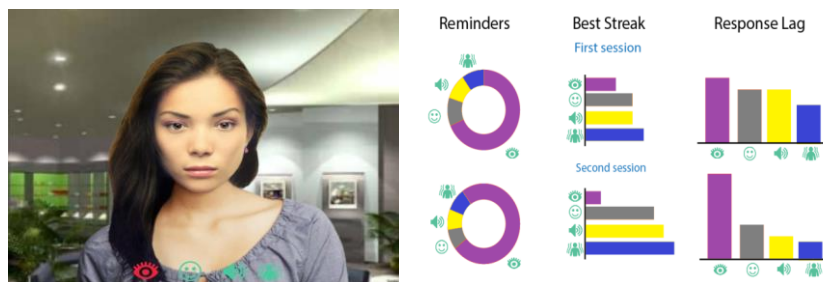 Reminders
Best Streak
Response Lag
First session
Second session